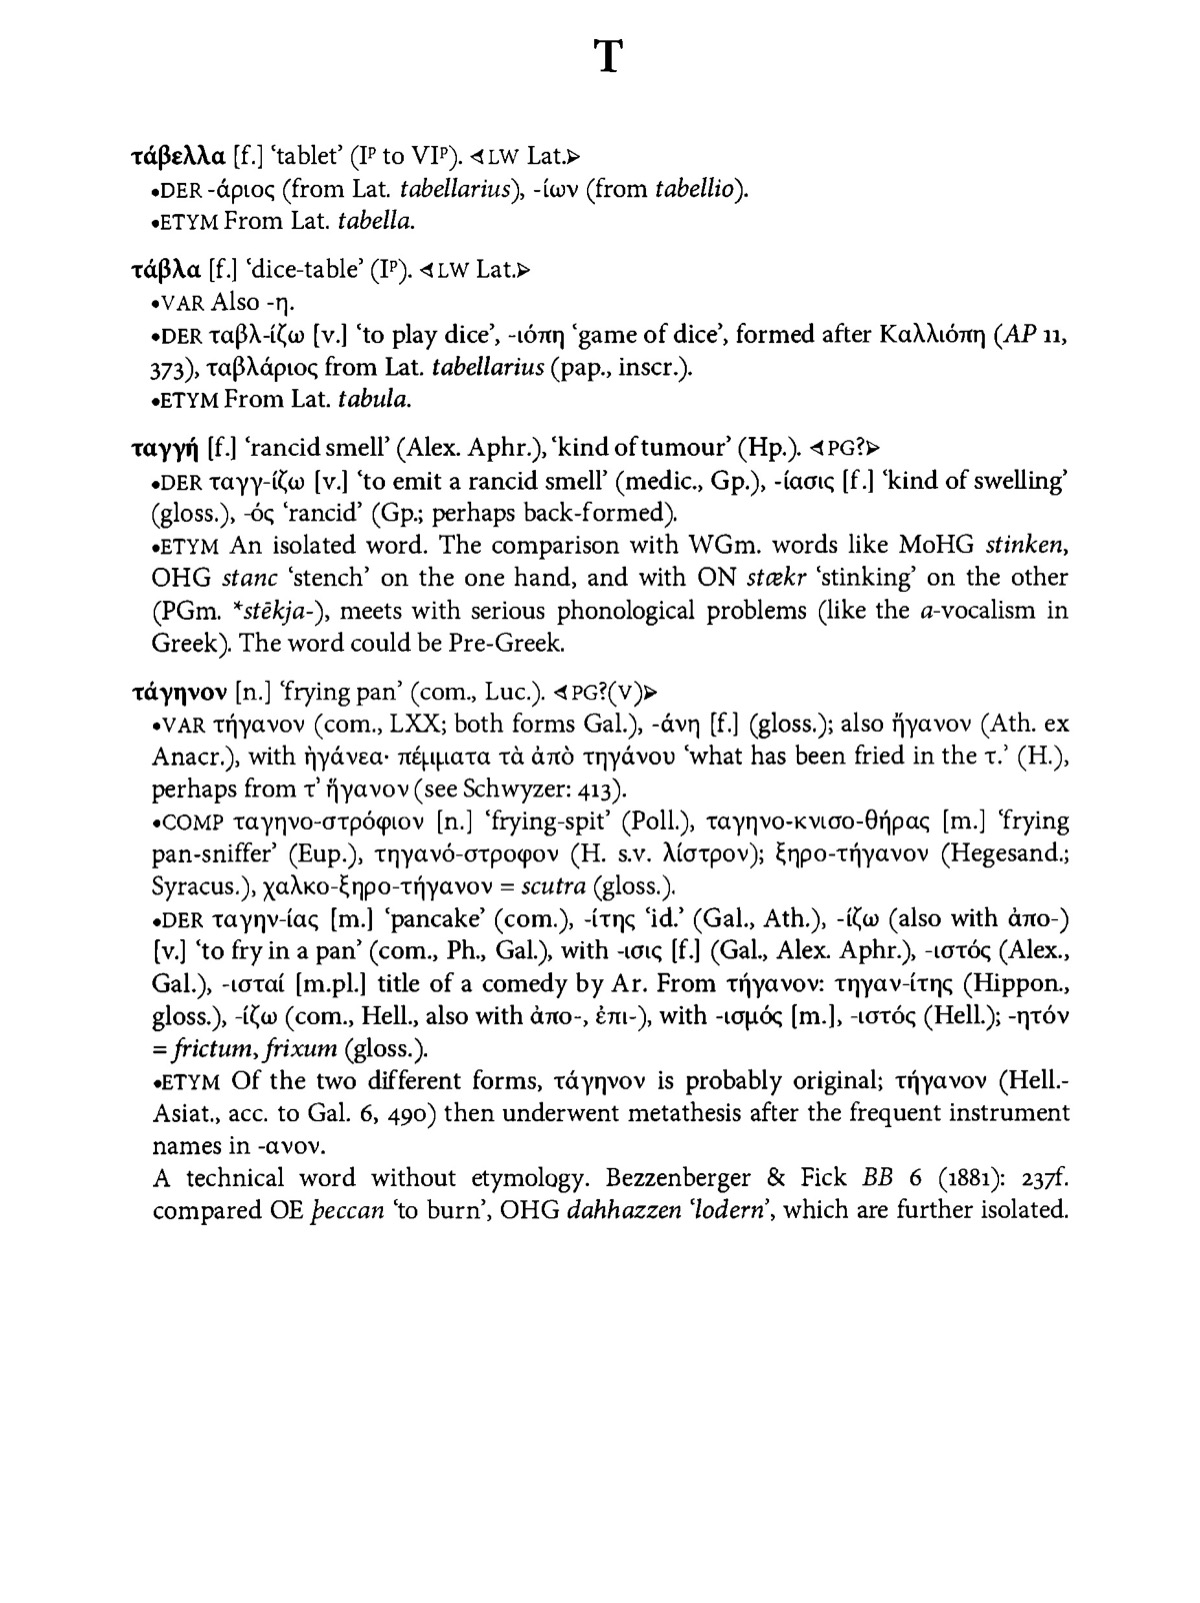 T
τάβελλα [f.] ‘tablet’ (Iᵖ to VIᵖ). ⊲LW Lat.⊳
•DER -άριος (from Lat. tabellarius), -ίων (from tabellio).
•ETYM From Lat. tabella.
τάβλα [f.] ‘dice-table’ (Iᵖ). ⊲LW Lat.⊳
•VAR Also -η.
•DER ταβλ-ίζω [v.] ‘to play dice’, -ιόπη ‘game of dice’, formed after Καλλιόπη (AP 11,
373), ταβλάριος from Lat. tabellarius (pap., inscr.).
•ETYM From Lat. tabula.
ταγγή [f.] ‘rancid smell’ (Alex. Aphr.), ‘kind of tumour’ (Hp.). ⊲PG?⊳
•DER ταγγ-ίζω [v.] ‘to emit a rancid smell’ (medic., Gp.), -ίασις [f.] ‘kind of swelling’
(gloss.), -ός ‘rancid’ (Gp.; perhaps back-formed).
•ETYM An isolated word. The comparison with WGm. words like MoHG stinken,
OHG stanc ‘stench’ on the one hand, and with ON stækr ‘stinking’ on the other
(PGm. *stēkja-), meets with serious phonological problems (like the a-vocalism in
Greek). The word could be Pre-Greek.
τάγηνον [n.] ‘frying pan’ (com., Luc.). ⊲PG?(V)⊳
•VAR τήγανον (com., LXX; both forms Gal.), -άνη [f.] (gloss.); also ἤγανον (Ath. ex
Anacr.), with ἠγάνεα· πέμματα τὰ ἀπὸ τηγάνου ‘what has been fried in the τ.’ (H.),
perhaps from τ’ ἤγανον (see Schwyzer: 413).
•COMP ταγηνο-στρόφιον [n.] ‘frying-spit’ (Poll.), ταγηνο-κνισο-θήρας [m.] ‘frying
pan-sniffer’ (Eup.), τηγανό-στροφον (H. s.v. λίστρον); ξηρο-τήγανον (Hegesand.;
Syracus.), χαλκο-ξηρο-τήγανον = scutra (gloss.).
•DER ταγην-ίας [m.] ‘pancake’ (com.), -ίτης ‘id.’ (Gal., Ath.), -ίζω (also with ἀπο-)
[v.] ‘to fry in a pan’ (com., Ph., Gal.), with -ισις [f.] (Gal., Alex. Aphr.), -ιστός (Alex.,
Gal.), -ισταί [m.pl.] title of a comedy by Ar. From τήγανον: τηγαν-ίτης (Hippon.,
gloss.), -ίζω (com., Hell., also with ἀπο-, ἐπι-), with -ισμός [m.], -ιστός (Hell.); -ητόν
= frictum, frixum (gloss.).
•ETYM Of the two different forms, τάγηνον is probably original; τήγανον (Hell.-
Asiat., acc. to Gal. 6, 490) then underwent metathesis after the frequent instrument
names in -ανον.
A technical word without etymology. Bezzenberger & Fick BB 6 (1881): 237f.
compared OE þeccan ‘to burn’, OHG dahhazzen ‘lodern’, which are further isolated.